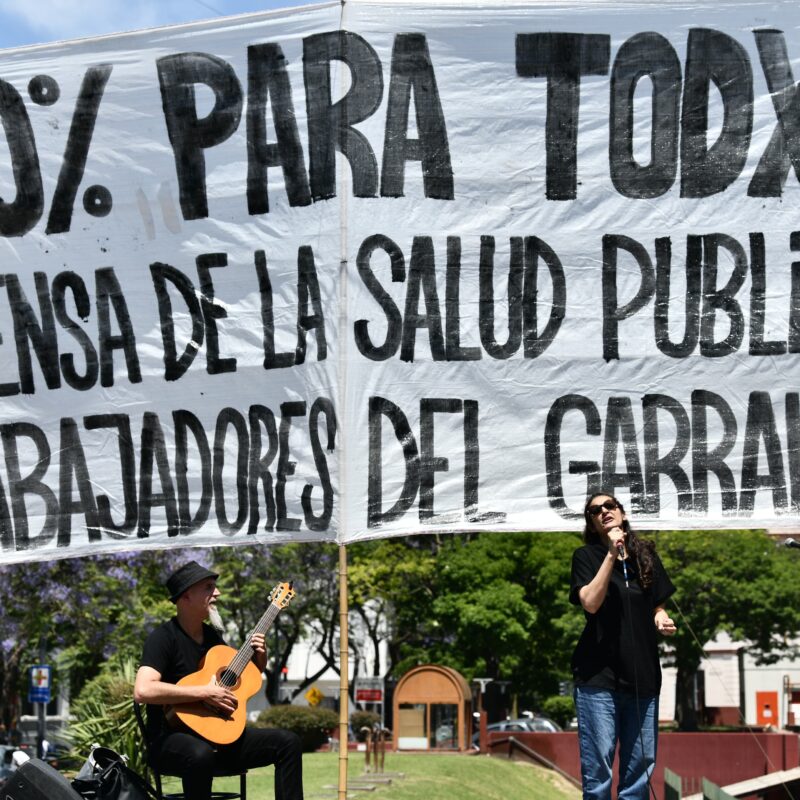 0% PARA TODX
ENSA DE LA SALUD PUBLI
ABAJADORES DEL GARRA